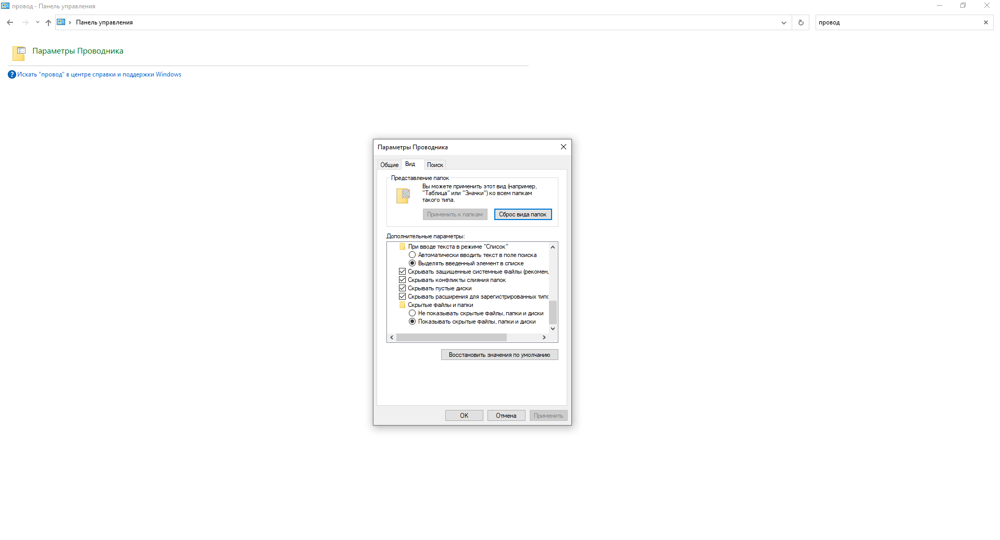 провод - Панель управления
Панель управления
провод
Параметры Проводника
Искать "провод" в центре справки и поддержки Windows
Параметры Проводника
Общие
Вид
Поиск
Представление папок
Вы можете применить этот вид (например,
"Таблица" или "Значки") ко всем папкам
такого типа.
Применить к папкам
Сброс вида папок
Дополнительные параметры:
При вводе текста в режиме "Список"
Автоматически вводить текст в поле поиска
Выделять введенный элемент в списке
Скрывать защищенные системные файлы (рекомен,
Скрывать конфликты слияния папок
Скрывать пустые диски
Скрывать расширения для зарегистрированных типо
Скрытые файлы и папки
Не показывать скрытые файлы, папки и диски
Показывать скрытые файлы, папки и диски
Восстановить значения по умолчанию
ОК
Отмена
Применить